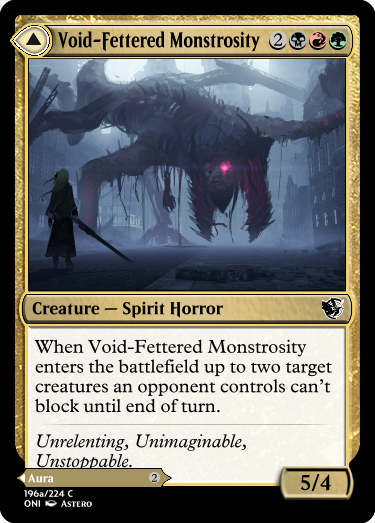 Void-Fettered Monstrosity 2
Creature — Spirit Horror
When Void-Fettered Monstrosity
enters the battlefield up to two target
creatures an opponent controls can't
block until end of turn.
Unrelenting, Unimaginable,
Unstoppable.
Aura 2
5/4
196a/224 C
ONI Astero